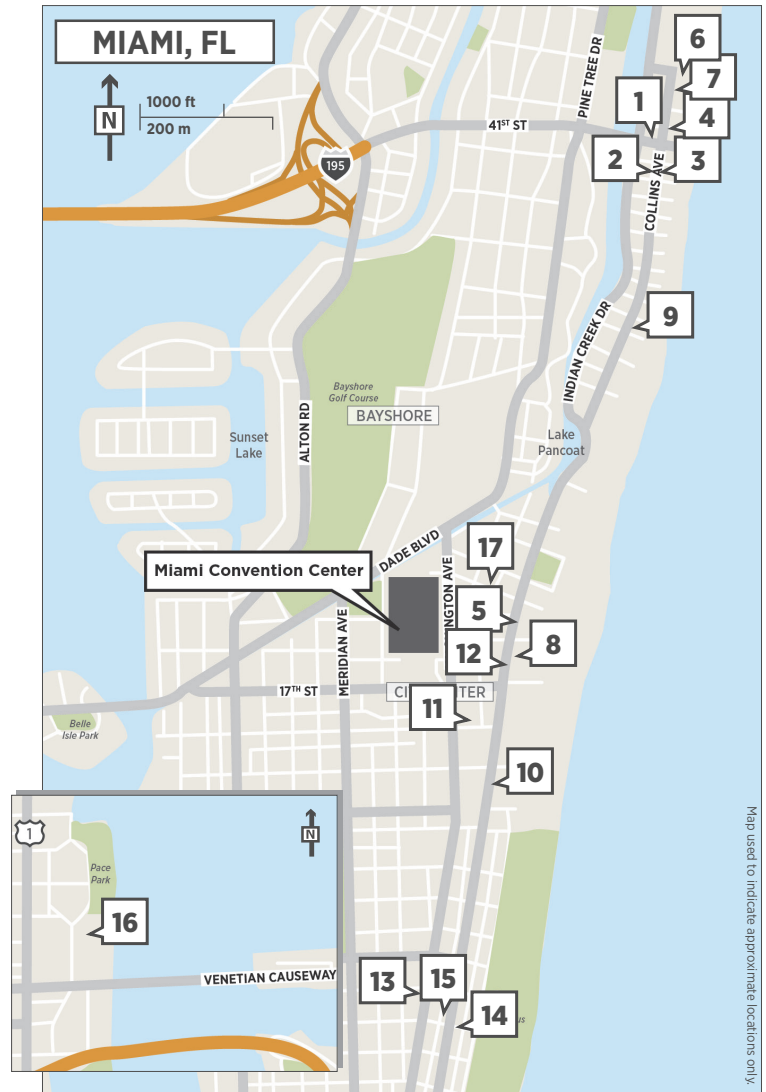 MIAMI, FL
1000 ft
200 m
N
195
41ST ST
PINE TREE DR
6
7
1
4
2
3
COLLINS AVE
9
INDIAN CREEK DR
Bayshore
Golf Course
BAYSHORE
ALTON RD
Sunset
Lake
Lake
Pancoat
DADE BLVD
17
Miami Convention Center
5
8
12
MERIDIAN AVE
17TH ST
11
Belle
Isle Park
10
1
N
Pace
Park
16
VENETIAN CAUSEWAY
13
15
14
Map used to indicate approximate locations only.